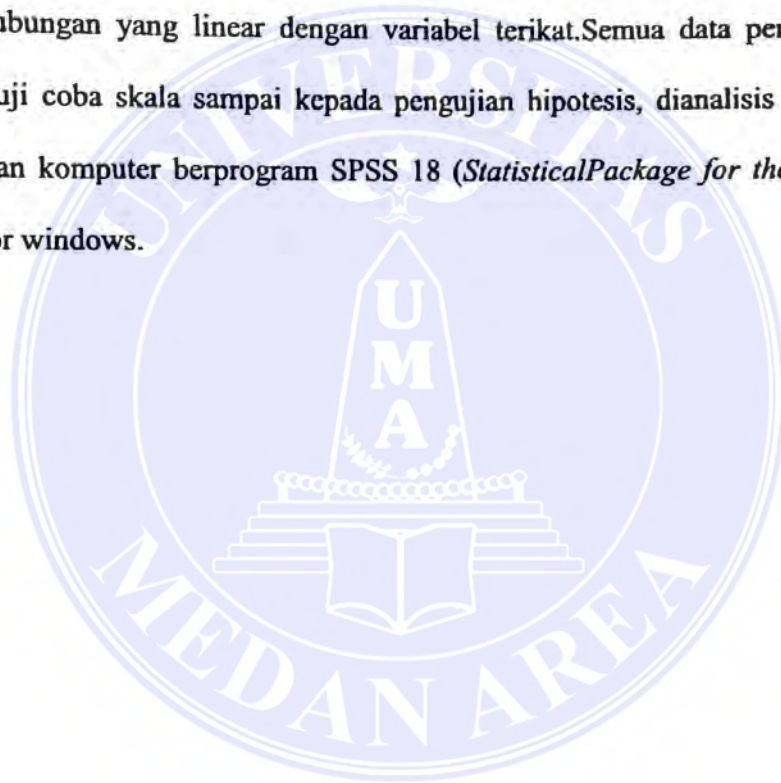 ubungan yang linear dengan variabel terikat.Semua data per
uji coba skala sampai kepada pengujian hipotesis, dianalisis
an komputer berprogram SPSS 18 (StatisticalPackage for the
or windows.
UNIVERSITAS
UMA
MEDAN AREA